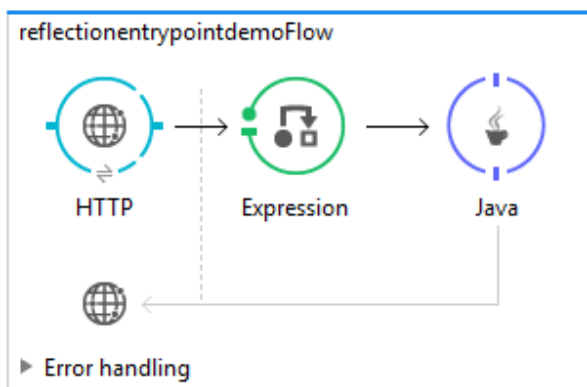 reflectionentrypointdemoFlow
HTTP
Expression
Java
Error handling